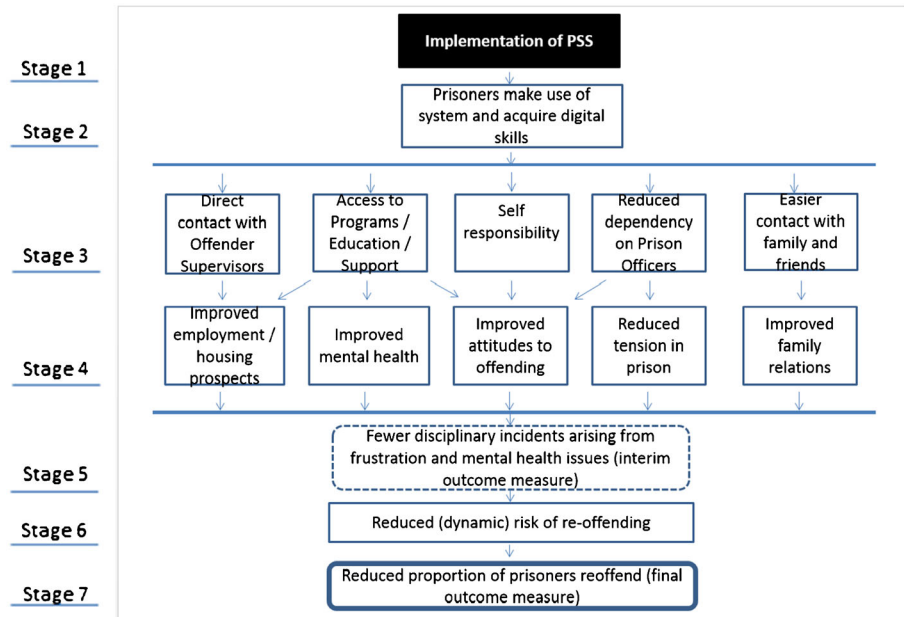 Implementation of PSS
Stage 1
Prisoners make use of
system and acquire digital
skills
Stage 2
Direct
contact with
Offender
Supervisors
Access to
Programs /
Education /
Support
Self
responsibility
Reduced
dependency
on Prison
Officers
Easier
contact with
family and
friends
Stage 3
Improved
employment /
housing
prospects
Improved
mental health
Improved
attitudes to
offending
Reduced
tension in
prison
Improved
family
relations
Stage 4
Fewer disciplinary incidents arising from
frustration and mental health issues (interim
outcome measure)
Stage 5
Reduced (dynamic) risk of re-offending
Stage 6
Reduced proportion of prisoners reoffend (final
outcome measure)
Stage 7